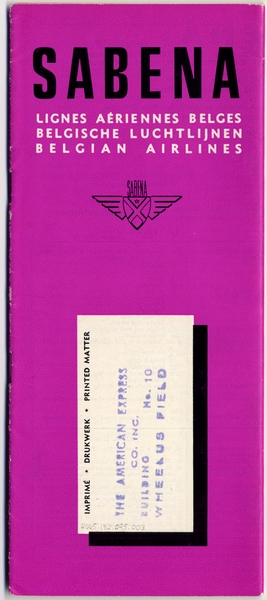 SABENA
LIGNES AÉRIENNES BELGES
BELGISCHE LUCHTLIJNEN
BELGIAN AIRLINES
SABENA
IMPRIMÉ • DRUKWERK • PRINTED MATTER
THE AMERICAN EXPRESS
CO. INC.
BUILDING No. 10
WHEELUS FIELD